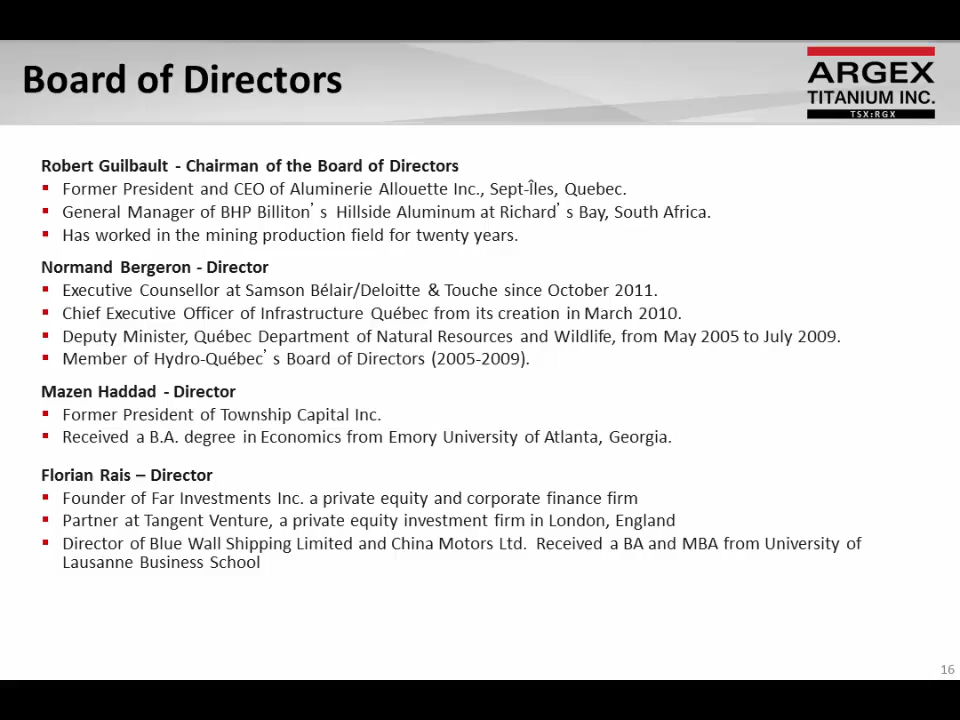 Board of Directors
ARGEX
TITANIUM INC.
TSX:RGX
Robert Guilbault - Chairman of the Board of Directors
Former President and CEO of Aluminerie Allouette Inc., Sept-Îles, Quebec.
General Manager of BHP Billiton's Hillside Aluminum at Richard's Bay, South Africa.
Has worked in the mining production field for twenty years.
Normand Bergeron - Director
Executive Counsellor at Samson Bélair/Deloitte & Touche since October 2011.
Chief Executive Officer of Infrastructure Québec from its creation in March 2010.
Deputy Minister, Québec Department of Natural Resources and Wildlife, from May 2005 to July 2009.
Member of Hydro-Québec's Board of Directors (2005-2009).
Mazen Haddad - Director
Former President of Township Capital Inc.
Received a B.A. degree in Economics from Emory University of Atlanta, Georgia.
Florian Rais – Director
Founder of Far Investments Inc. a private equity and corporate finance firm
Partner at Tangent Venture, a private equity investment firm in London, England
Director of Blue Wall Shipping Limited and China Motors Ltd. Received a BA and MBA from University of
Lausanne Business School
16